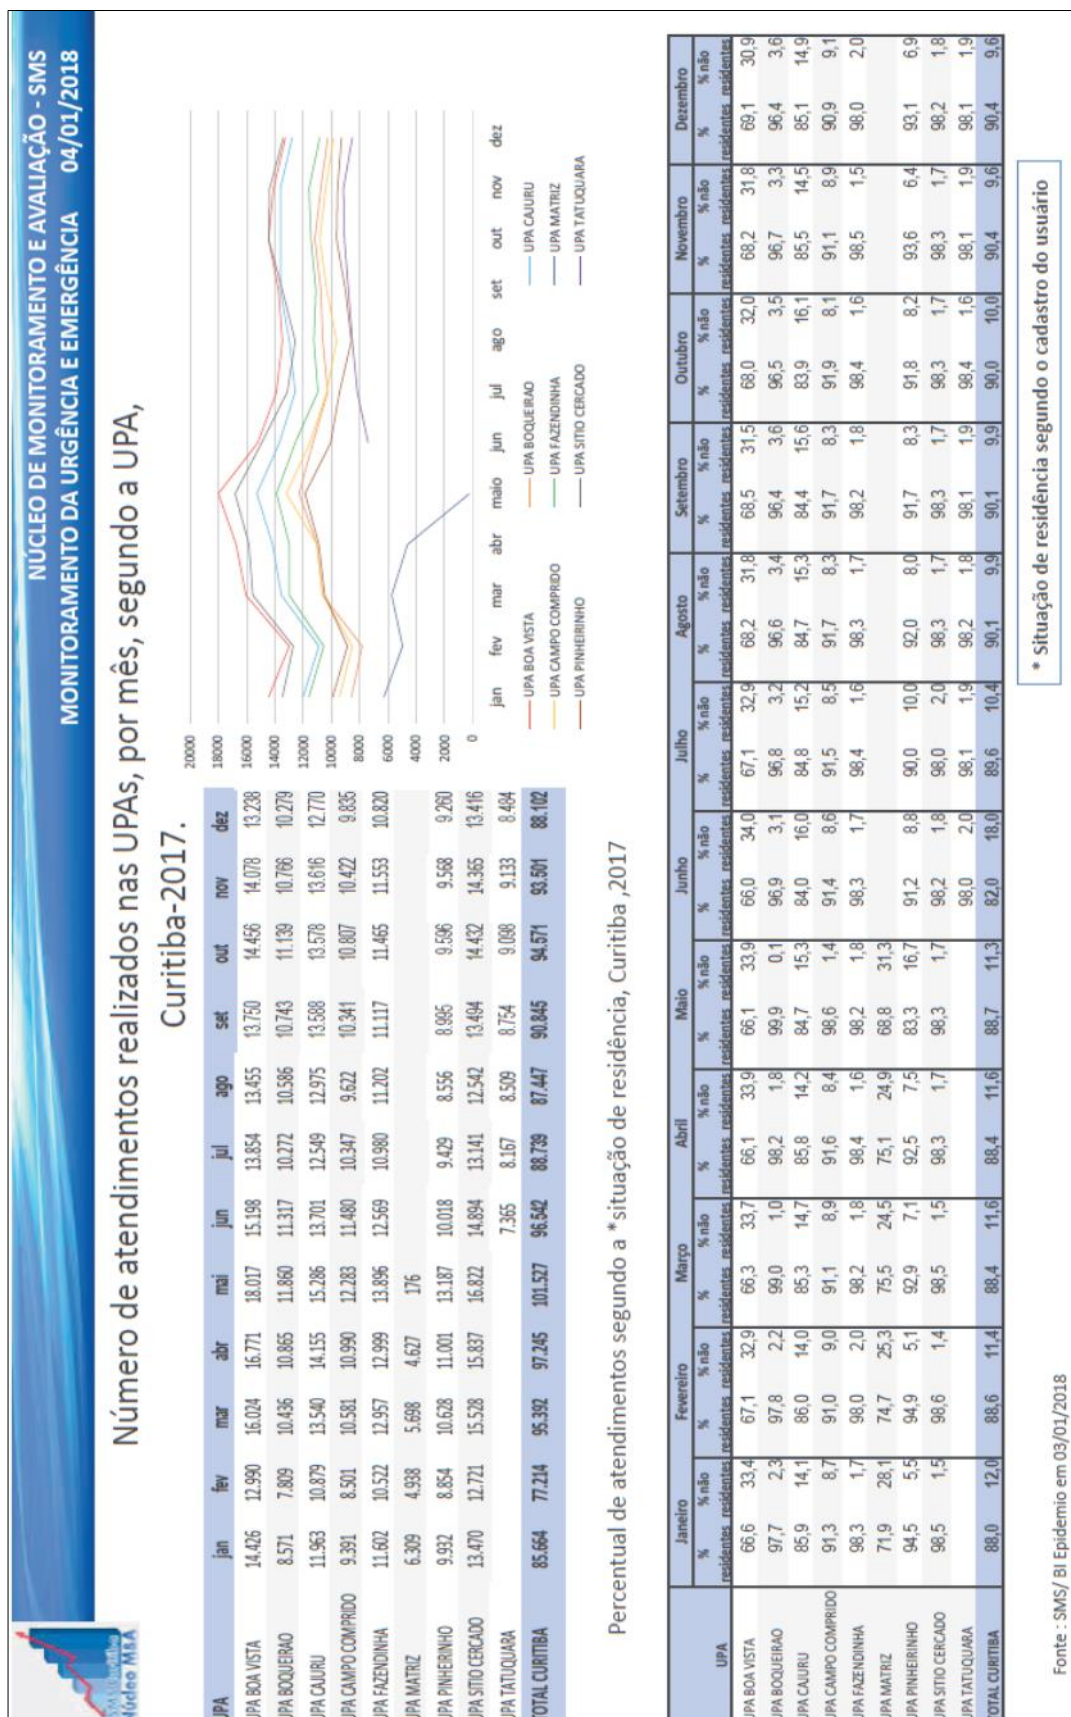 NÚCLEO DE MONITORAMENTO E AVALIAÇÃO - SMS
MONITORAMENTO DA URGÊNCIA E EMERGÊNCIA 04/01/2018
Núcleo M&A
Número de atendimentos realizados nas UPAs, por mês, segundo a UPA,
Curitiba-2017.
UPA jan fev mar abr mai jun jul ago set out nov dez
UPA BOA VISTA 14.426 12.990 16.024 16.771 18.017 15.198 13.854 13.455 13.750 14.456 14.078 13.238
UPA BOQUEIRAO 8.571 7.809 10.436 10.865 11.860 11.317 10.272 10.586 10.743 11.139 10.766 10.279
UPA CAJURU 11.963 10.879 13.540 14.155 15.286 13.701 12.549 12.975 13.588 13.578 13.616 12.770
UPA CAMPO COMPRIDO 9.391 8.501 10.581 10.990 12.283 11.480 10.347 9.622 10.341 10.807 10.422 9.835
UPA FAZENDINHA 11.602 10.522 12.957 12.999 13.896 12.569 10.980 11.202 11.117 11.465 11.553 10.820
UPA MATRIZ 6.309 4.938 5.698 4.627 176
UPA PINHEIRINHO 9.932 8.854 10.628 11.001 13.187 10.018 9.429 8.556 8.995 9.596 9.568 9.260
UPA SITIO CERCADO 13.470 12.721 15.528 15.837 16.822 14.894 13.141 12.542 13.494 14.432 14.365 13.416
UPA TATUQUARA 7.365 8.167 8.509 8.754 9.098 9.133 8.484
TOTAL CURITIBA 85.664 77.214 95.392 97.245 101.527 96.542 88.739 87.447 90.845 94.571 93.501 88.102
20000
18000
16000
14000
12000
10000
8000
6000
4000
2000
0
jan fev mar abr maio jun jul ago set out nov dez
UPA BOA VISTA UPA BOQUEIRAO UPA CAJURU
UPA CAMPO COMPRIDO UPA FAZENDINHA UPA MATRIZ
UPA PINHEIRINHO UPA SITIO CERCADO UPA TATUQUARA
Percentual de atendimentos segundo a *situação de residência, Curitiba ,2017
UPA Janeiro Fevereiro Março Abril Maio Junho Julho Agosto Setembro Outubro Novembro Dezembro
% % não % % não % % não % % não % % não % % não % % não % % não % % não % % não % % não % % não
residentes residentes residentes residentes residentes residentes residentes residentes residentes residentes residentes residentes residentes residentes residentes residentes residentes residentes residentes residentes residentes residentes residentes residentes
UPA BOA VISTA 66,6 33,4 67,1 32,9 66,3 33,7 66,1 33,9 66,1 33,9 66,0 34,0 67,1 32,9 68,2 31,8 68,5 31,5 68,0 32,0 68,2 31,8 69,1 30,9
UPA BOQUEIRAO 97,7 2,3 97,8 2,2 99,0 1,0 98,2 1,8 99,9 0,1 96,9 3,1 96,8 3,2 96,6 3,4 96,4 3,6 96,5 3,5 96,7 3,3 96,4 3,6
UPA CAJURU 85,9 14,1 86,0 14,0 85,3 14,7 85,8 14,2 84,7 15,3 84,0 16,0 84,8 15,2 84,7 15,3 84,4 15,6 83,9 16,1 85,5 14,5 85,1 14,9
UPA CAMPO COMPRIDO 91,3 8,7 91,0 9,0 91,1 8,9 91,6 8,4 98,6 1,4 91,4 8,6 91,5 8,5 91,7 8,3 91,7 8,3 91,9 8,1 91,1 8,9 90,9 9,1
UPA FAZENDINHA 98,3 1,7 98,0 2,0 98,2 1,8 98,4 1,6 98,2 1,8 98,3 1,7 98,4 1,6 98,3 1,7 98,2 1,8 98,4 1,6 98,5 1,5 98,0 2,0
UPA MATRIZ 71,9 28,1 74,7 25,3 75,5 24,5 75,1 24,9 68,8 31,3
UPA PINHEIRINHO 94,5 5,5 94,9 5,1 92,9 7,1 92,5 7,5 83,3 16,7 91,2 8,8 90,0 10,0 92,0 8,0 91,7 8,3 91,8 8,2 93,6 6,4 93,1 6,9
UPA SITIO CERCADO 98,5 1,5 98,6 1,4 98,5 1,5 98,3 1,7 98,3 1,7 98,2 1,8 98,0 2,0 98,3 1,7 98,3 1,7 98,3 1,7 98,3 1,7 98,2 1,8
UPA TATUQUARA 98,0 2,0 98,1 1,9 98,2 1,8 98,1 1,9 98,4 1,6 98,1 1,9 98,1 1,9
TOTAL CURITIBA 88,0 12,0 88,6 11,4 88,4 11,6 88,4 11,6 88,7 11,3 82,0 18,0 89,6 10,4 90,1 9,9 90,1 9,9 90,0 10,0 90,4 9,6 90,4 9,6
* Situação de residência segundo o cadastro do usuário
Fonte : SMS/ BI Epidemio em 03/01/2018